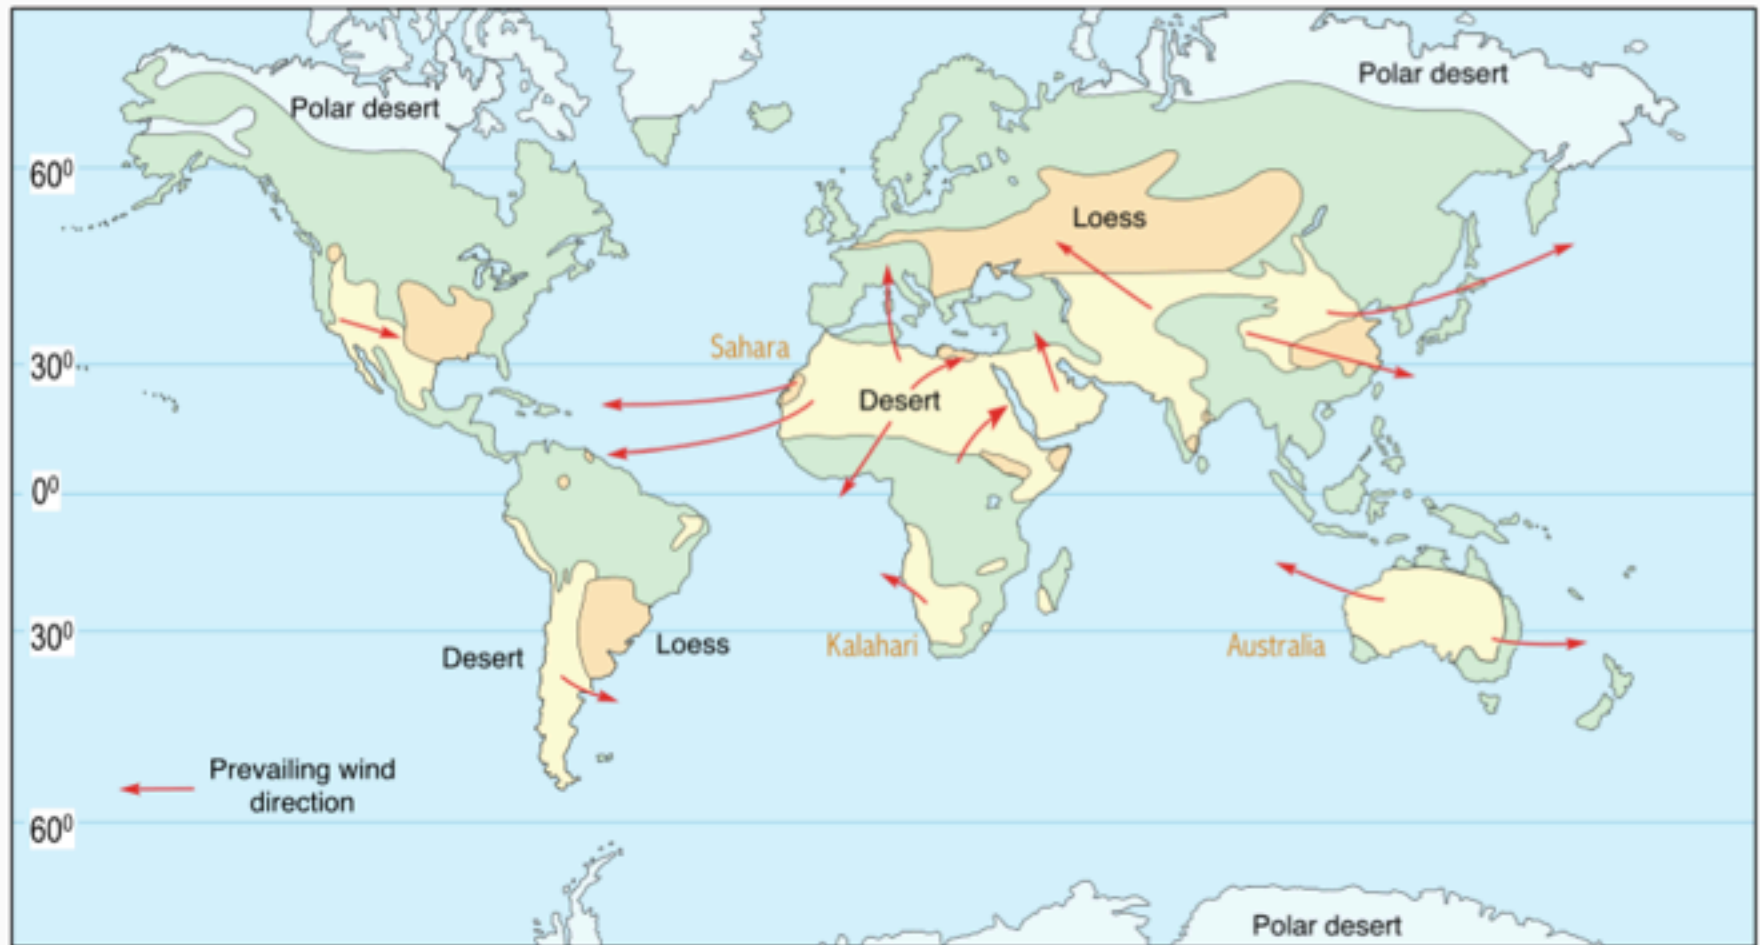 Polar desert
Polar desert
60⁰
Loess
Sahara
30⁰
Desert
0⁰
30⁰
Desert
Loess
Kalahari
Australia
Prevailing wind
direction
60⁰
Polar desert